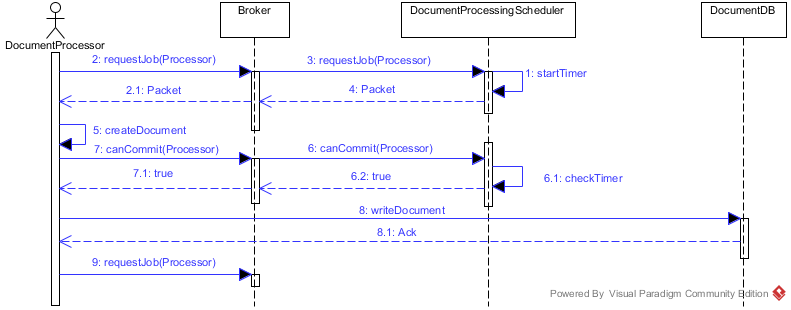 Broker
DocumentProcessingScheduler
DocumentDB
DocumentProcessor
2: requestJob(Processor)
3: requestJob(Processor)
1: startTimer
2.1: Packet
4: Packet
5: createDocument
7: canCommit(Processor)
6: canCommit(Processor)
7.1: true
6.2: true
6.1: checkTimer
8: writeDocument
8.1: Ack
9: requestJob(Processor)
Powered By Visual Paradigm Community Edition